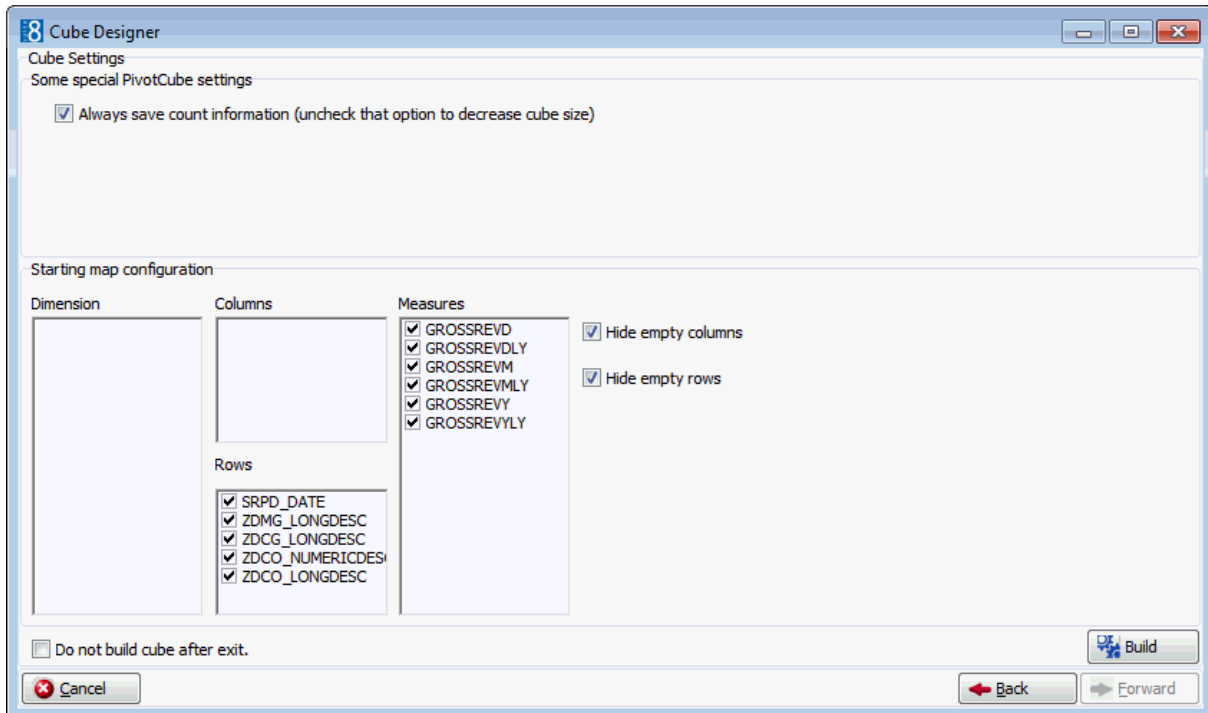 8 Cube Designer
Cube Settings
Some special PivotCube settings
Always save count information (uncheck that option to decrease cube size)
Starting map configuration
Dimension
Columns
Measures
GROSSREVD
GROSSREVDLY
GROSSREVM
GROSSREVMLY
GROSSREVY
GROSSREVYLY
Hide empty columns
Hide empty rows
Rows
SRPD_DATE
ZDMG_LONGDESC
ZDCG_LONGDESC
ZDCO_NUMERICDES
ZDCO_LONGDESC
Do not build cube after exit.
Build
Cancel
Back
Forward